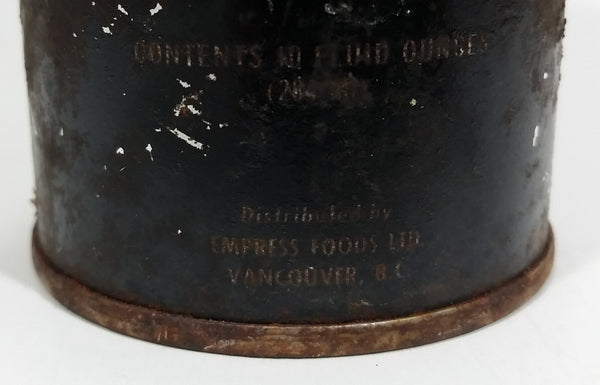 CONTENTS 10 FLUID OUNCES
Distributed by
EMPRESS FOODS LTD.
VANCOUVER, B.C.